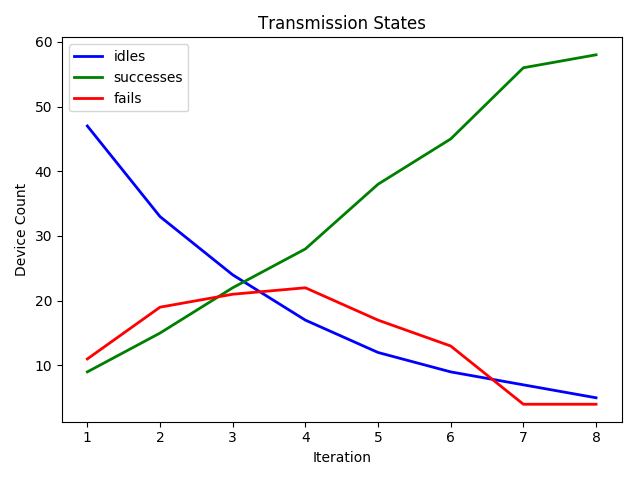 Transmission States
idles
successes
fails
Device Count
60
50
40
30
20
10
1 2 3 4 5 6 7 8
Iteration